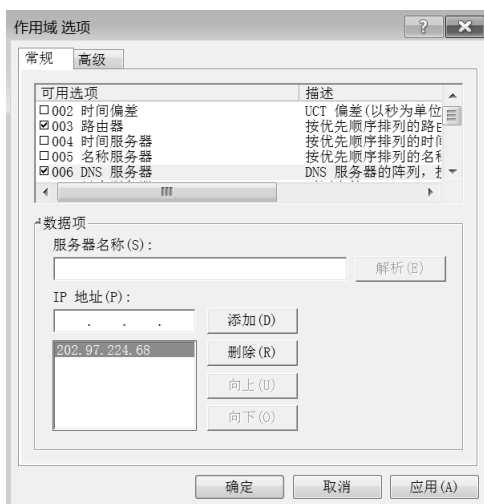 作用域 选项
常规 高级
可用选项 描述
002 时间偏差 UCT 偏差(以秒为单位
003 路由器 按优先顺序排列的路
004 时间服务器 按优先顺序排列的时
005 名称服务器 按优先顺序排列的名称
006 DNS 服务器 DNS 服务器的阵列,
数据项
服务器名称(S):
解析(E)
IP 地址(P):
. . . 添加(D)
202. 97. 224. 68 删除(R)
向上(U)
向下(O)
确定 取消 应用(A)